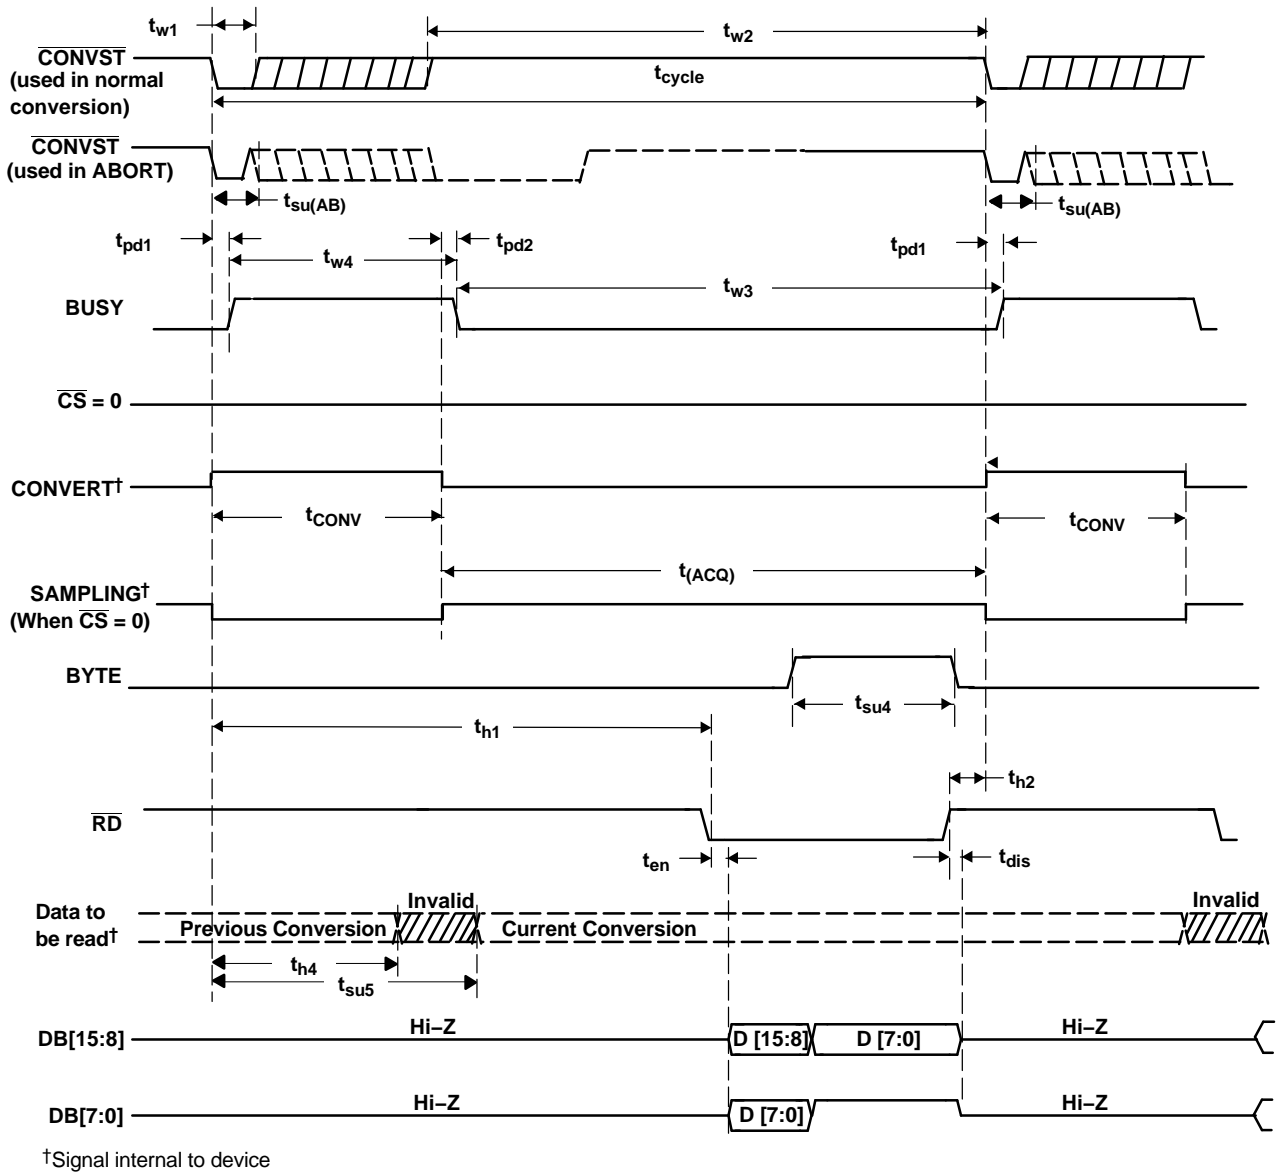 tw1
tw2
CONVST
(used in normal
conversion)
tcycle
CONVST
(used in ABORT)
tsu(AB)
tsu(AB)
tpd1
tw4
tpd2
tpd1
tw3
BUSY
CS = 0
CONVERT†
tCONV
tCONV
t(ACQ)
SAMPLING†
(When CS = 0)
BYTE
tsu4
th1
th2
RD
ten
tdis
Data to
be read†
Previous Conversion
Invalid
Current Conversion
Invalid
th4
tsu5
DB[15:8]
Hi–Z
D [15:8]
D [7:0]
Hi–Z
DB[7:0]
Hi–Z
D [7:0]
Hi–Z
†Signal internal to device